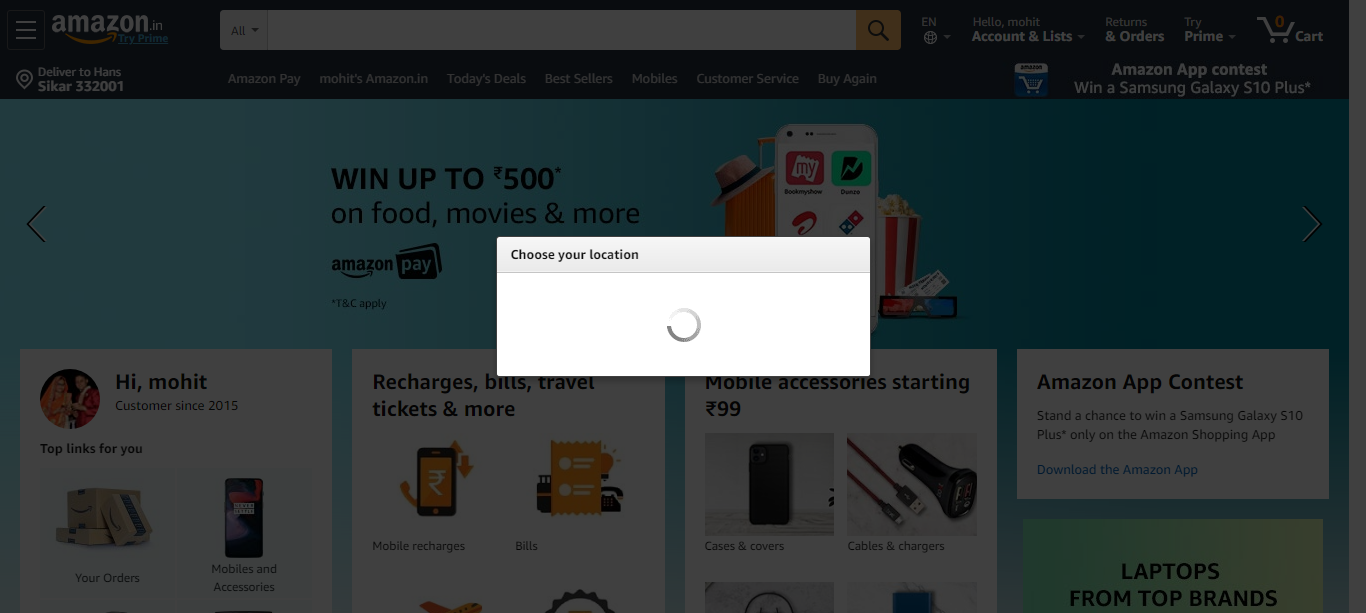 amazon.in
Try Prime
All
EN
Hello, mohit
Account & Lists
Returns
& Orders
Try
Prime
0
Cart
Deliver to Hans
Sikar 332001
Amazon Pay
mohit's Amazon.in
Today's Deals
Best Sellers
Mobiles
Customer Service
Buy Again
amazon
Amazon App contest
Win a Samsung Galaxy S10 Plus*
WIN UP TO ₹500*
on food, movies & more
amazon pay
*T&C apply
my
Bookmyshow
Dunzo
Choose your location
Hi, mohit
Customer since 2015
Top links for you
Your Orders
Mobiles and
Accessories
Recharges, bills, travel
tickets & more
Mobile recharges
Bills
Mobile accessories starting
₹99
Cases & covers
Cables & chargers
Amazon App Contest
Stand a chance to win a Samsung Galaxy S10
Plus* only on the Amazon Shopping App
Download the Amazon App
LAPTOPS
FROM TOP BRANDS